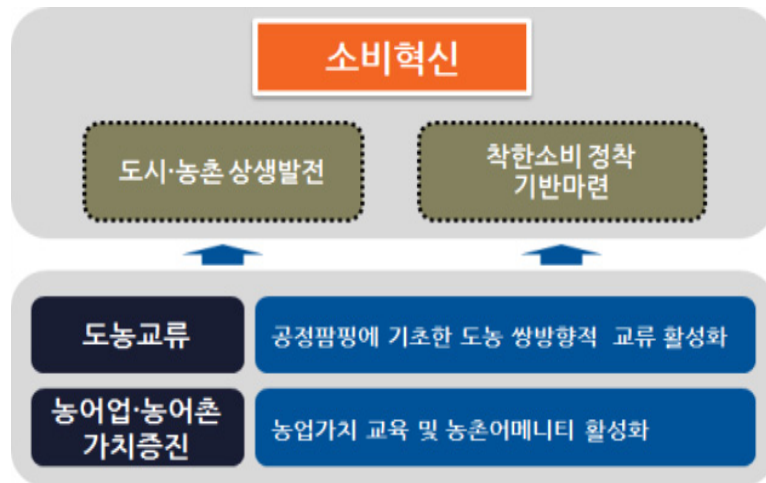 소비혁신
도시·농촌 상생발전
착한소비 정착
기반마련
도농교류
공정팜핑에 기초한 도농 쌍방향적 교류 활성화
농어업·농어촌
가치증진
농업가치 교육 및 농촌어메니티 활성화